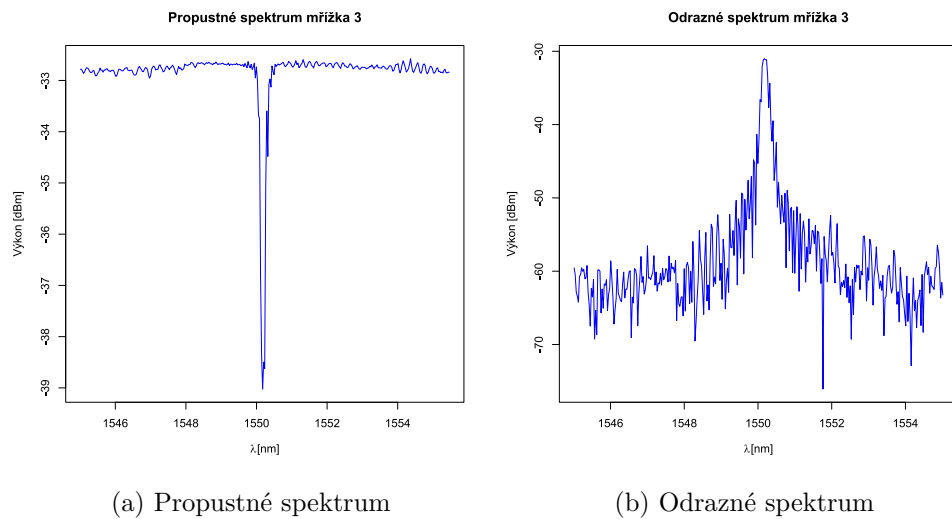 Propustné spektrum mřížka 3
Výkon [dBm]
-33
-34
-35
-36
-37
-38
-39
1546 1548 1550 1552 1554
λ[nm]
(a) Propustné spektrum
Odrazné spektrum mřížka 3
Výkon [dBm]
-30
-40
-50
-60
-70
1546 1548 1550 1552 1554
λ[nm]
(b) Odrazné spektrum